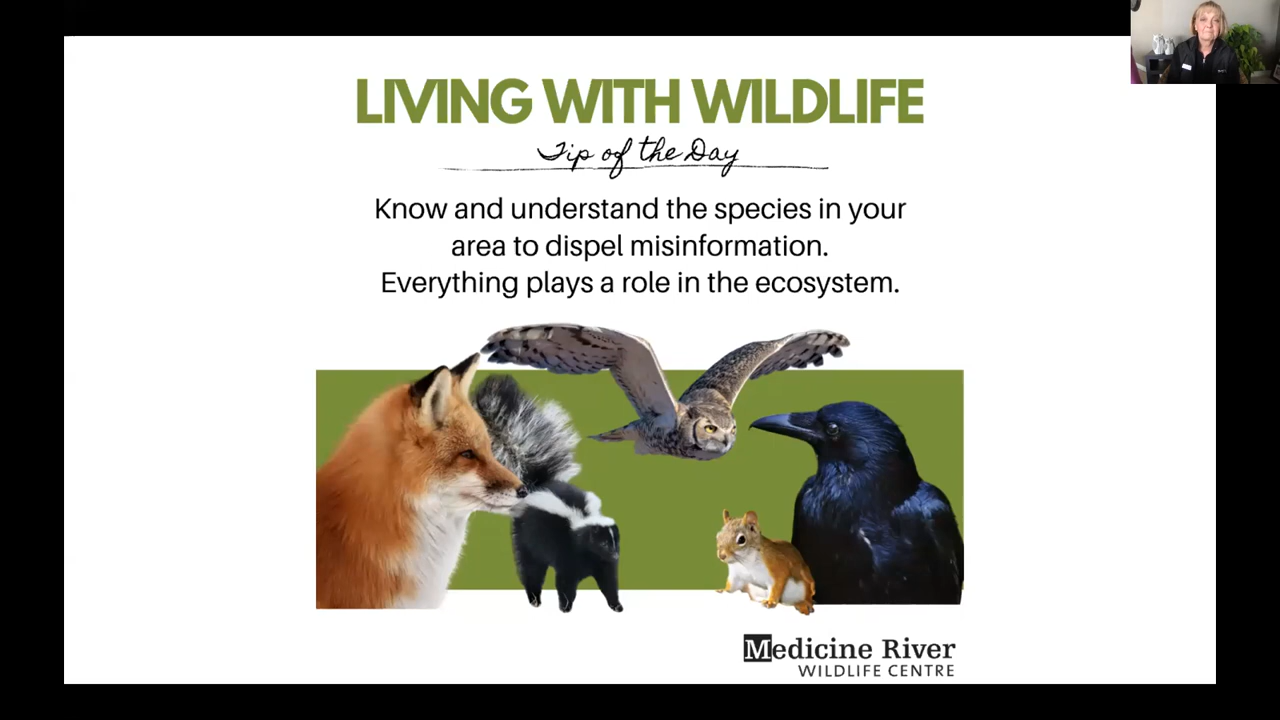 LIVING WITH WILDLIFE
Tip of the Day
Know and understand the species in your
area to dispel misinformation.
Everything plays a role in the ecosystem.
Medicine River
WILDLIFE CENTRE